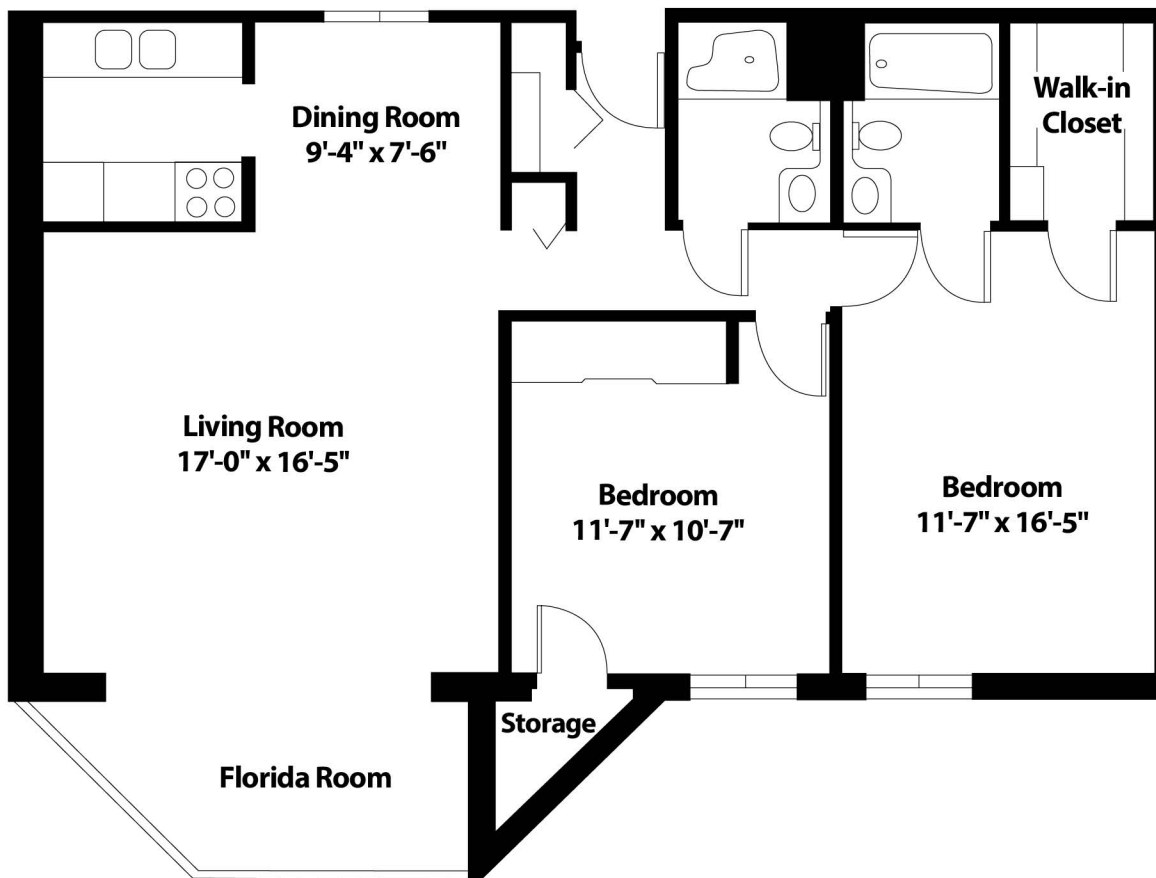 Dining Room
9'-4" x 7'-6"
Walk-in
Closet
Living Room
17'-0" x 16'-5"
Bedroom
11'-7" x 10'-7"
Bedroom
11'-7" x 16'-5"
Storage
Florida Room